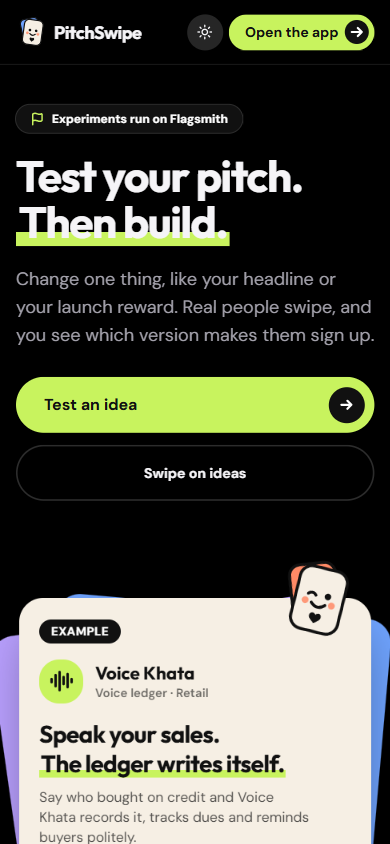 PitchSwipe
Open the app
Experiments run on Flagsmith
Test your pitch.
Then build.
Change one thing, like your headline or
your launch reward. Real people swipe, and
you see which version makes them sign up.
Test an idea
Swipe on ideas
EXAMPLE
Voice Khata
Voice ledger · Retail
Speak your sales.
The ledger writes itself.
Say who bought on credit and Voice
Khata records it, tracks dues and reminds
buyers politely.